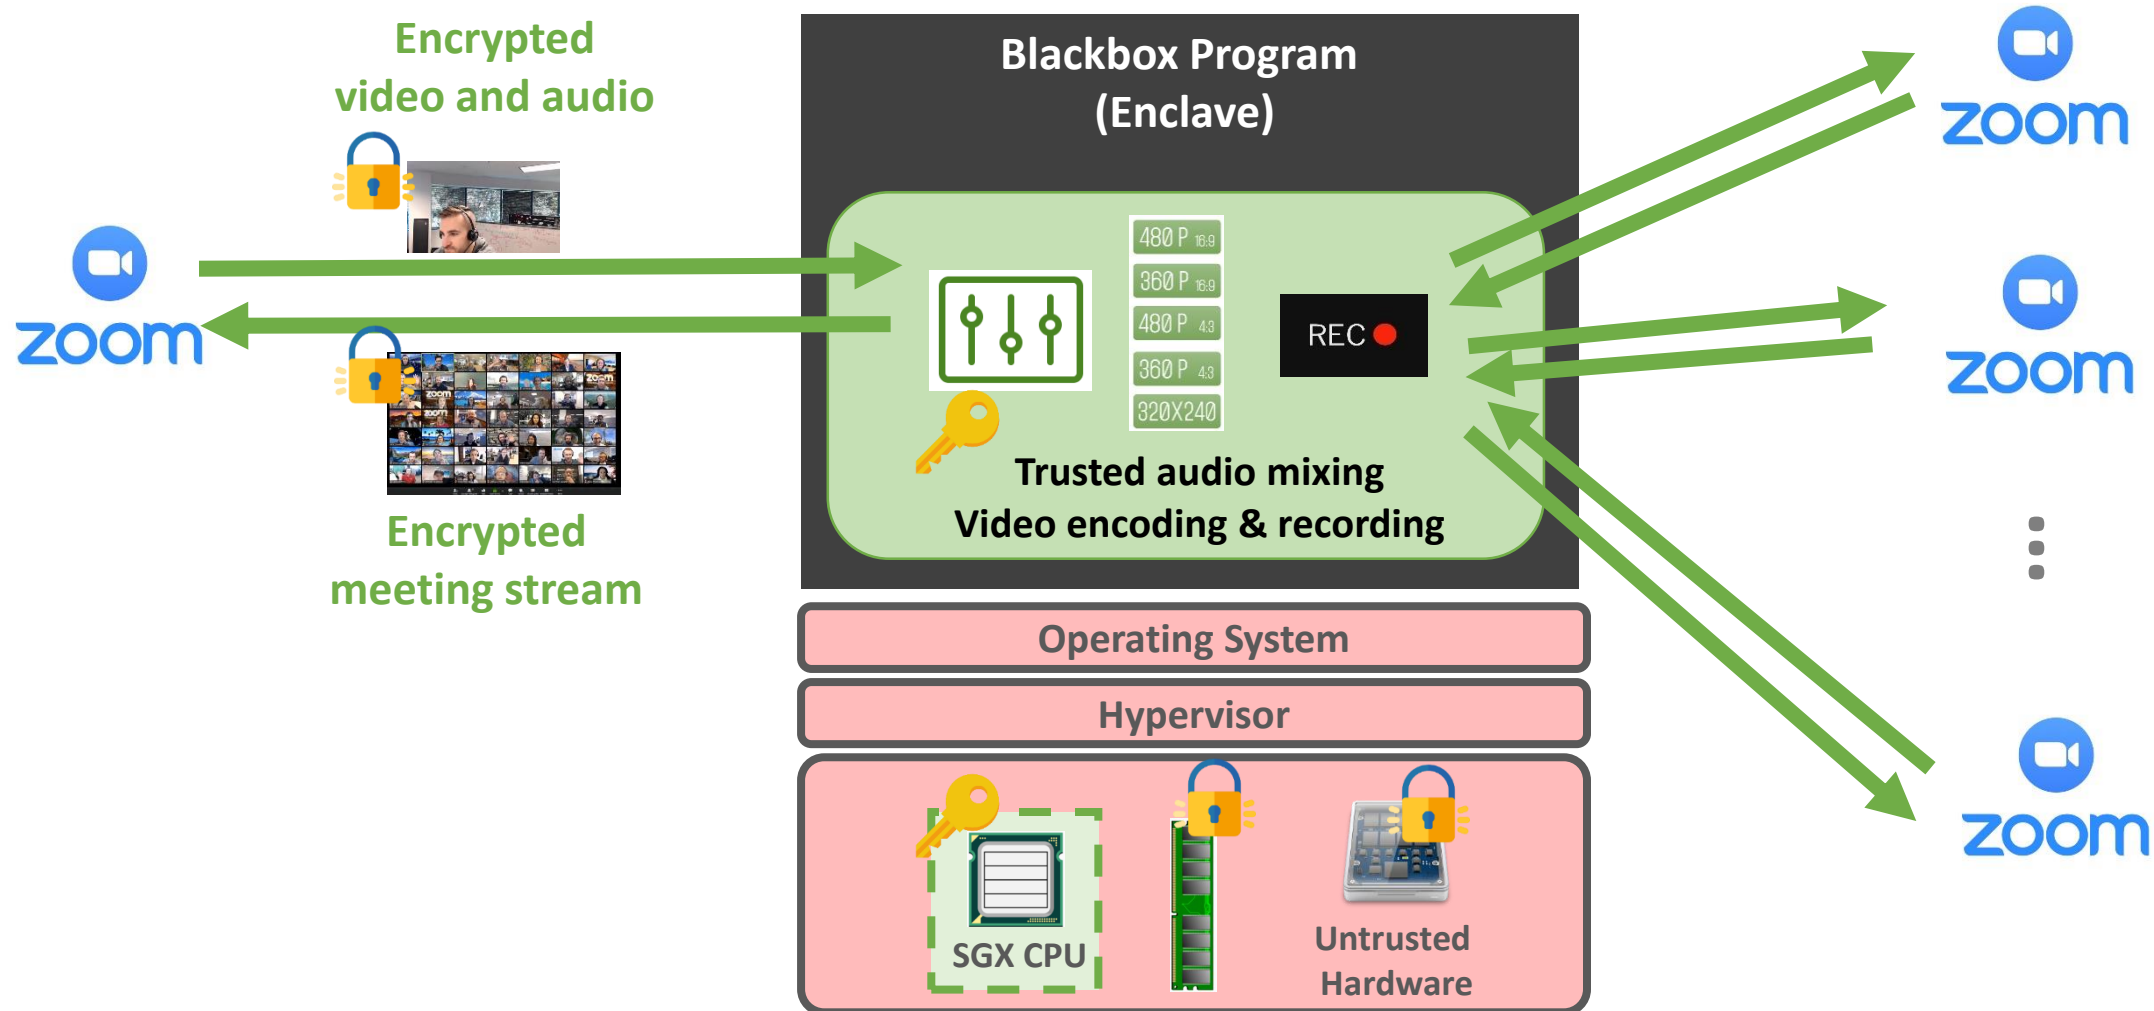 Encrypted
video and audio
zoom
Encrypted
meeting stream
Blackbox Program
(Enclave)
480 P 16:9
360 P 16:9
480 P 4:3
360 P 4:3
320X240
REC
Trusted audio mixing
Video encoding & recording
Operating System
Hypervisor
SGX CPU
Untrusted
Hardware
zoom
zoom
zoom
zoom
zoom